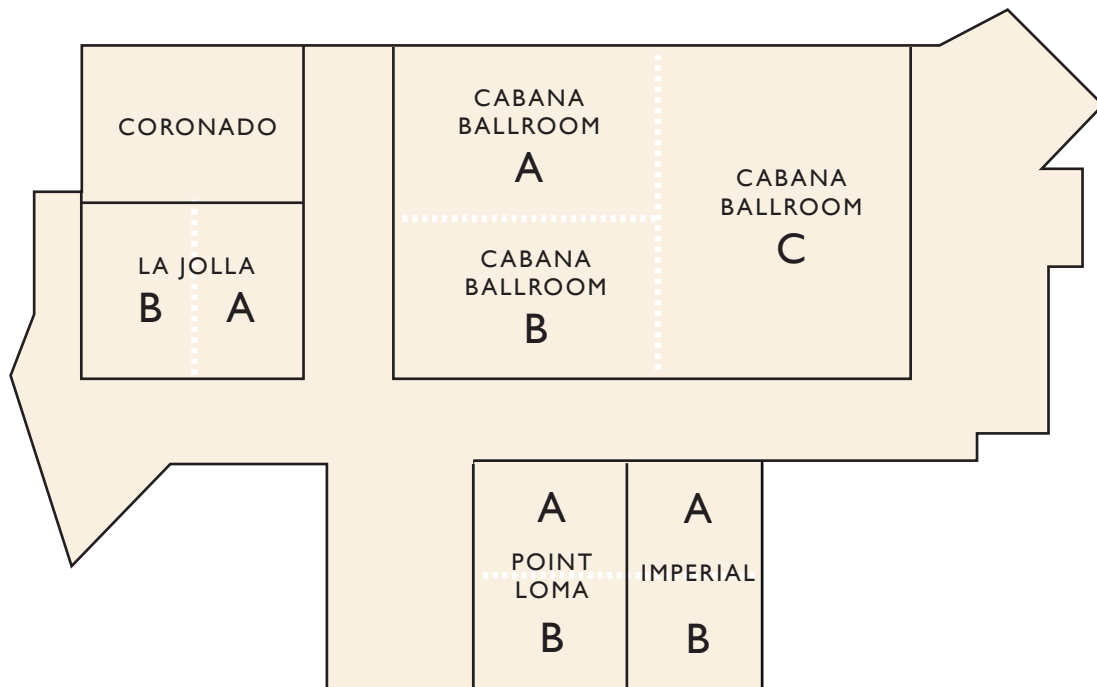 CORONADO
LA JOLLA
B A
CABANA
BALLROOM
A
CABANA
BALLROOM
B
CABANA
BALLROOM
C
A
POINT
LOMA
B
A
IMPERIAL
B